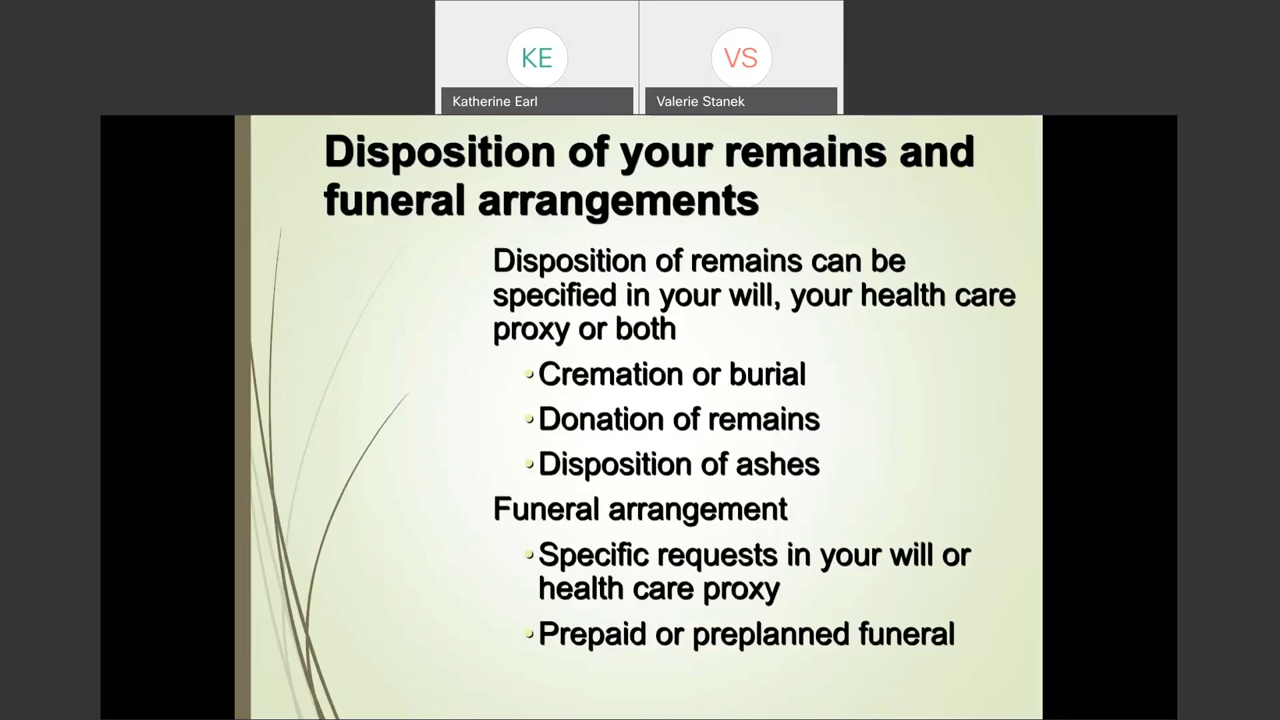 KE
VS
Katherine Earl
Valerie Stanek
Disposition of your remains and
funeral arrangements
Disposition of remains can be
specified in your will, your health care
proxy or both
•Cremation or burial
•Donation of remains
•Disposition of ashes
Funeral arrangement
•Specific requests in your will or
health care proxy
•Prepaid or preplanned funeral